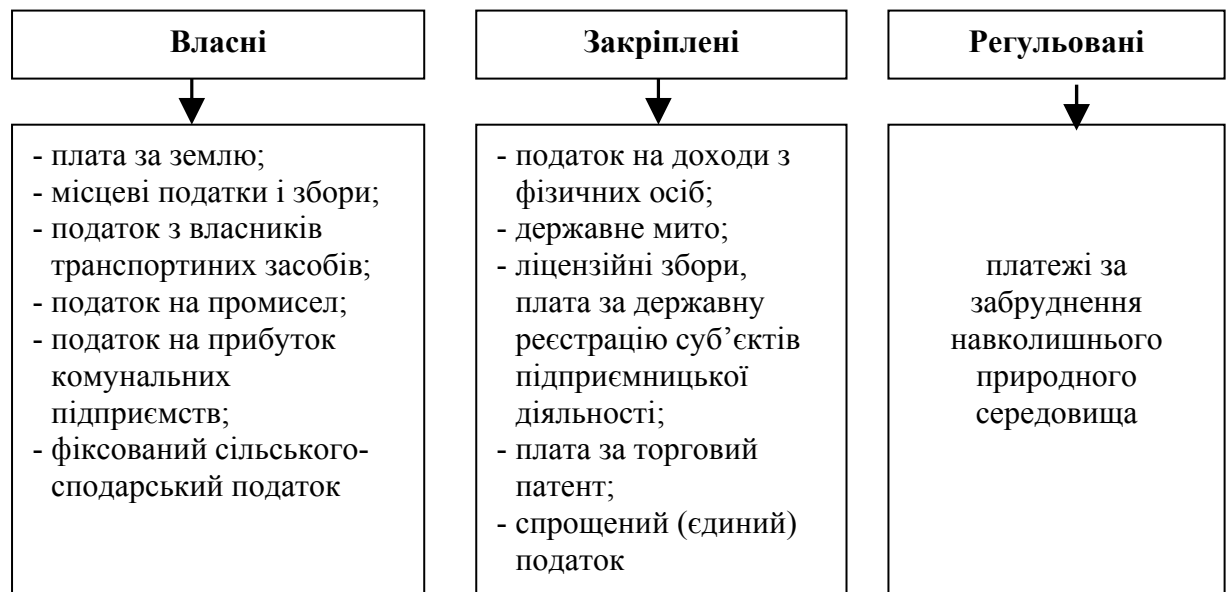 Власні
Закріплені
Регульовані
- плата за землю;
- місцеві податки і збори;
- податок з власників
транспортиних засобів;
- податок на промисел;
- податок на прибуток
комунальних
підприємств;
- фіксований сільського-
сподарський податок
- податок на доходи з
фізичних осіб;
- державне мито;
- ліцензійні збори,
плата за державну
реєстрацію суб’єктів
підприємницької
діяльності;
- плата за торговий
патент;
- спрощений (єдиний)
податок
платежі за
забруднення
навколишнього
природного
середовища